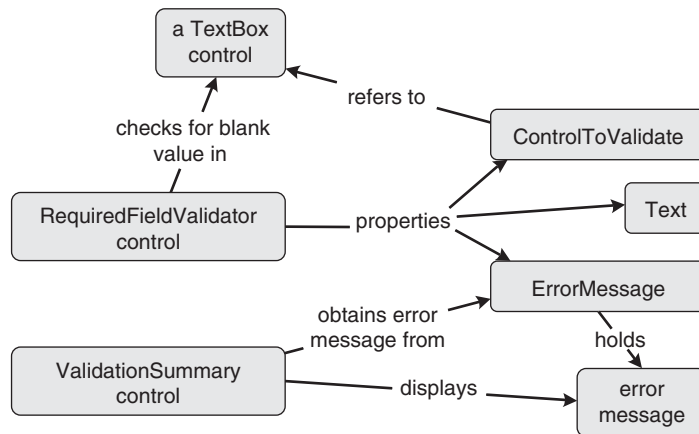 a TextBox
control
refers to
checks for blank
value in
ControlToValidate
RequiredFieldValidator
control
properties
Text
ErrorMessage
obtains error
message from
holds
ValidationSummary
control
displays
error
message